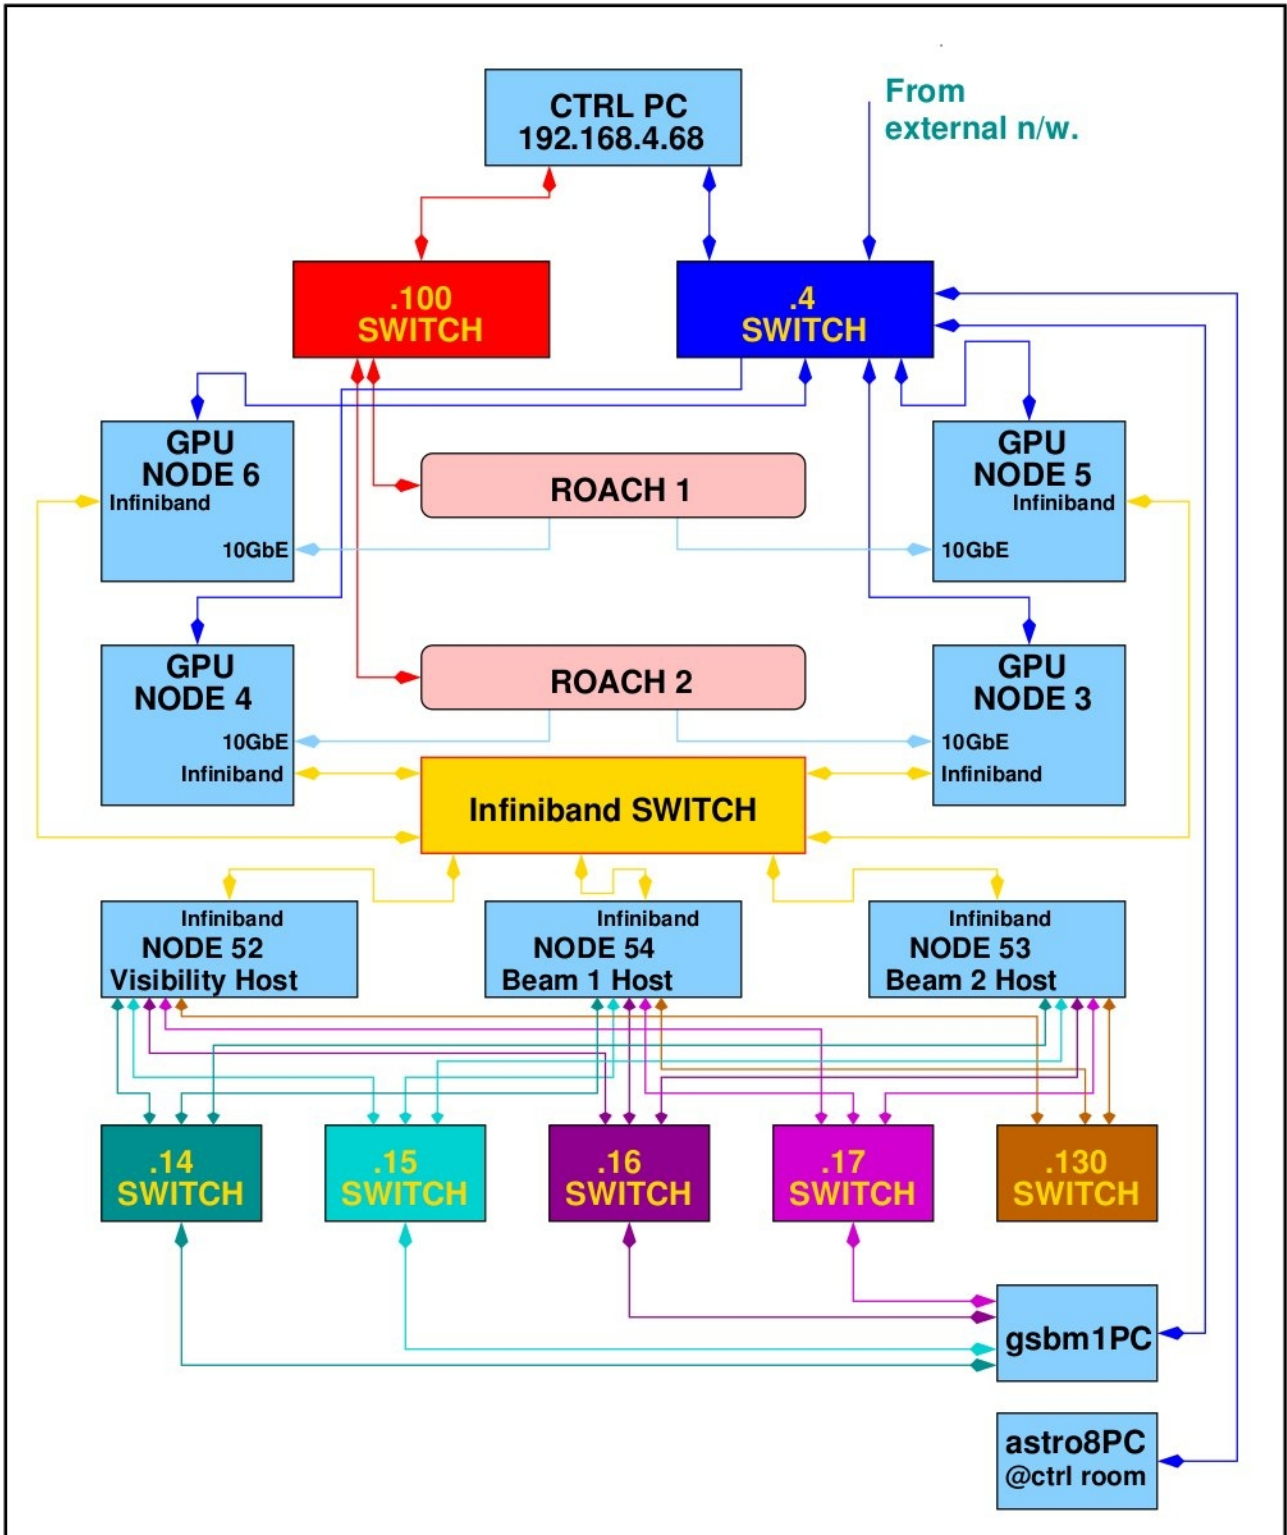 CTRL PC
192.168.4.68
From
external n/w.
.100
SWITCH
.4
SWITCH
GPU
NODE 6
Infiniband
10GbE
ROACH 1
GPU
NODE 5
Infiniband
10GbE
GPU
NODE 4
10GbE
Infiniband
ROACH 2
GPU
NODE 3
10GbE
Infiniband
Infiniband SWITCH
Infiniband
NODE 52
Visibility Host
Infiniband
NODE 54
Beam 1 Host
Infiniband
NODE 53
Beam 2 Host
.14
SWITCH
.15
SWITCH
.16
SWITCH
.17
SWITCH
.130
SWITCH
gsbm1PC
astro8PC
@ctrl room